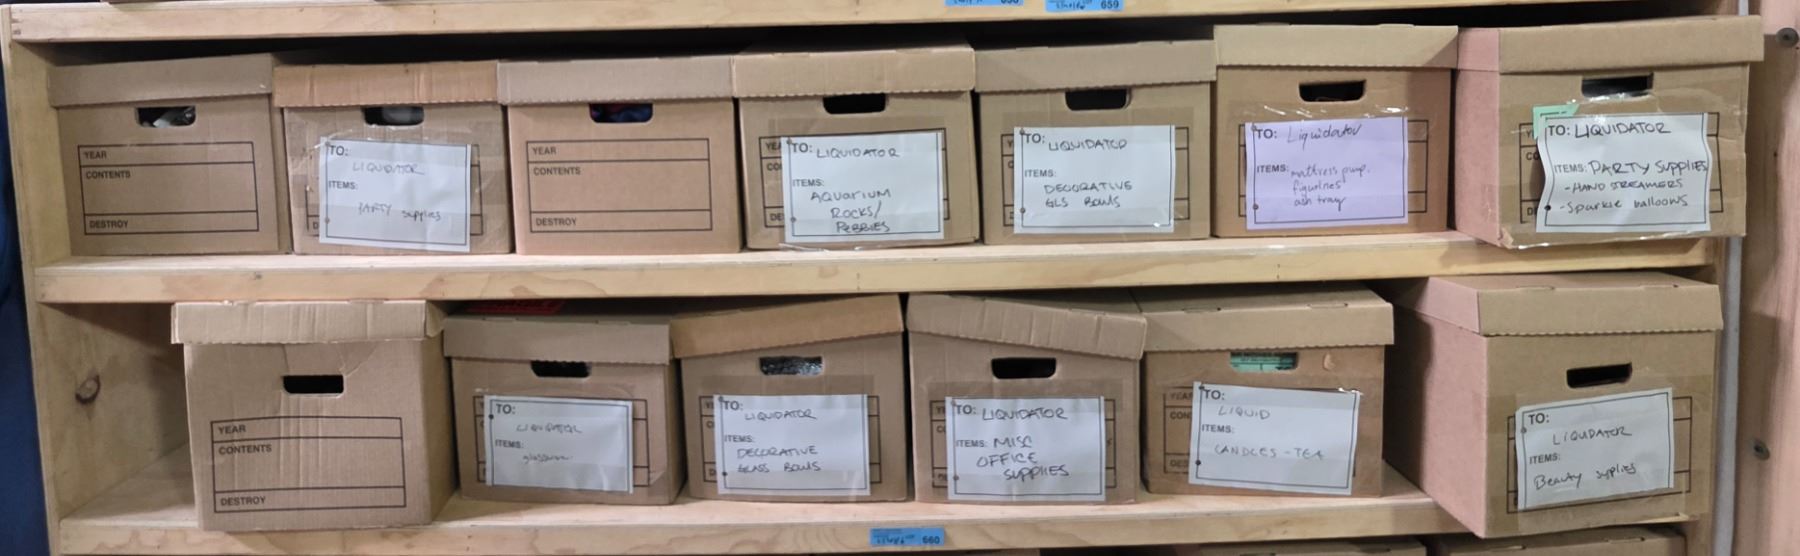 658
659
YEAR
CONTENTS
DESTROY
TO:
LIQUIDATOR
ITEMS:
PARTY supplies
YEAR
CONTENTS
DESTROY
TO: LIQUIDATOR
ITEMS:
AQUARIUM
ROCKS/
PEBBLES
TO: LIQUIDATOR
ITEMS:
DECORATIVE
GLS BOWLS
TO: Liquidator
ITEMS: mattress pump,
figurines
ash tray
TO: LIQUIDATOR
ITEMS: PARTY SUPPLIES
-HAND STREAMERS
-Sparkle balloons
YEAR
CONTENTS
DESTROY
TO:
LIQUIDATOR
ITEMS:
glassware
TO:
LIQUIDATOR
ITEMS:
DECORATIVE
GLASS BOWLS
TO: LIQUIDATOR
ITEMS: MISC
OFFICE
SUPPLIES
TO:
LIQUID
ITEMS:
CANDLES - TEA
TO:
LIQUIDATOR
ITEMS:
Beauty supplies
660